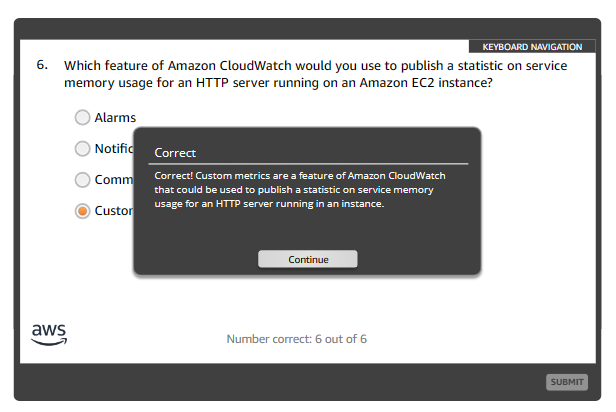 KEYBOARD NAVIGATION
6. Which feature of Amazon CloudWatch would you use to publish a statistic on service
memory usage for an HTTP server running on an Amazon EC2 instance?
Alarms
Notific
Comm
Custor
Correct
Correct! Custom metrics are a feature of Amazon CloudWatch
that could be used to publish a statistic on service memory
usage for an HTTP server running in an instance.
Continue
aws
Number correct: 6 out of 6
SUBMIT